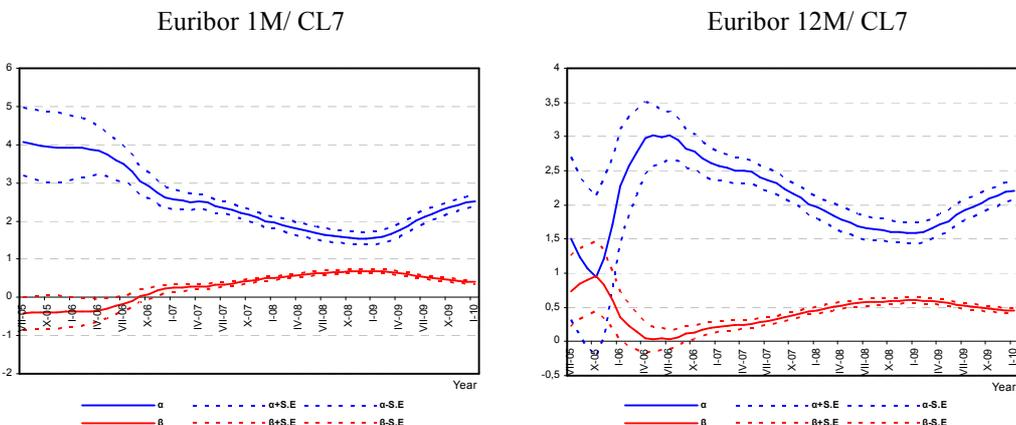 Euribor 1M/ CL7
6
5
4
3
2
1
0
-1
-2
VII-05 X-05 I-06 IV-06 VII-06 X-06 I-07 IV-07 VII-07 X-07 I-08 IV-08 VII-08 X-08 I-09 IV-09 VII-09 X-09 I-10
Year
α α+S.E α-S.E
β β+S.E β-S.E
Euribor 12M/ CL7
4
3,5
3
2,5
2
1,5
1
0,5
0
-0,5
VII-05 X-05 I-06 IV-06 VII-06 X-06 I-07 IV-07 VII-07 X-07 I-08 IV-08 VII-08 X-08 I-09 IV-09 VII-09 X-09 I-10
Year
α α+S.E α-S.E
β β+S.E β-S.E